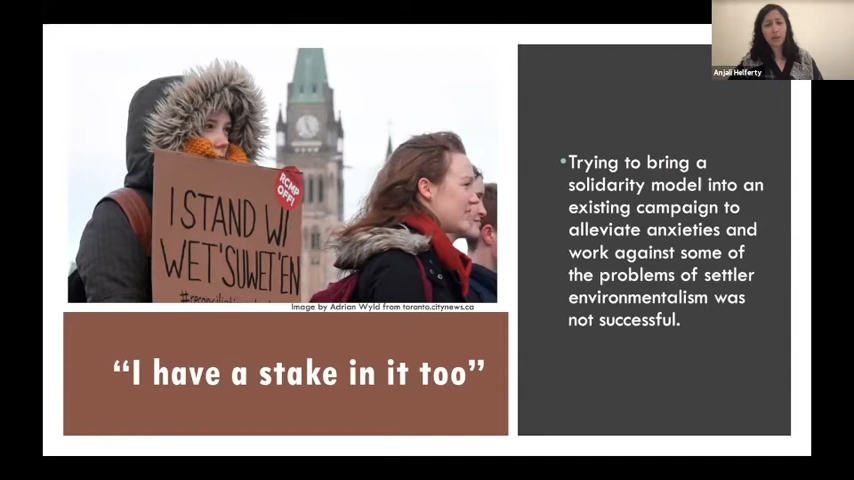 Anjali Helferty
RCMP
OFF!
I STAND W/
WET'SUWET'EN
Image by Adrian Wyld from toronto.citynews.ca
“I have a stake in it too”
•Trying to bring a
solidarity model into an
existing campaign to
alleviate anxieties and
work against some of
the problems of settler
environmentalism was
not successful.